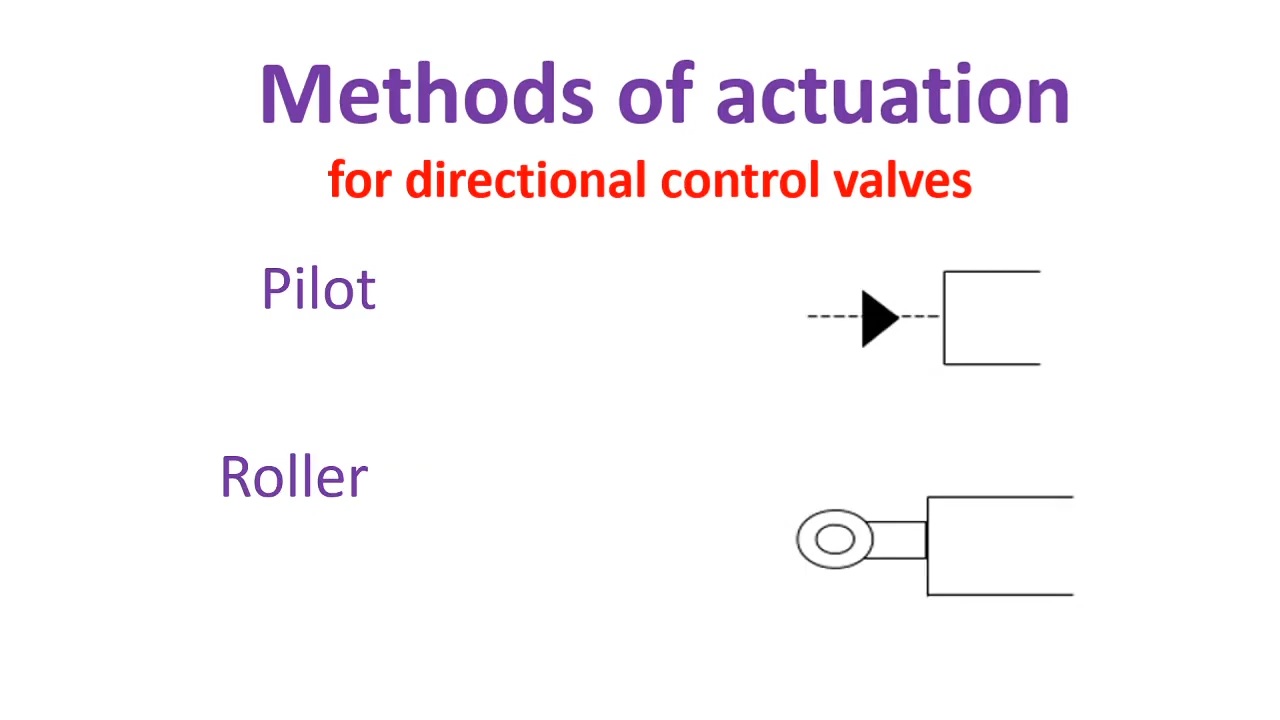 Methods of actuation
for directional control valves
Pilot
Roller